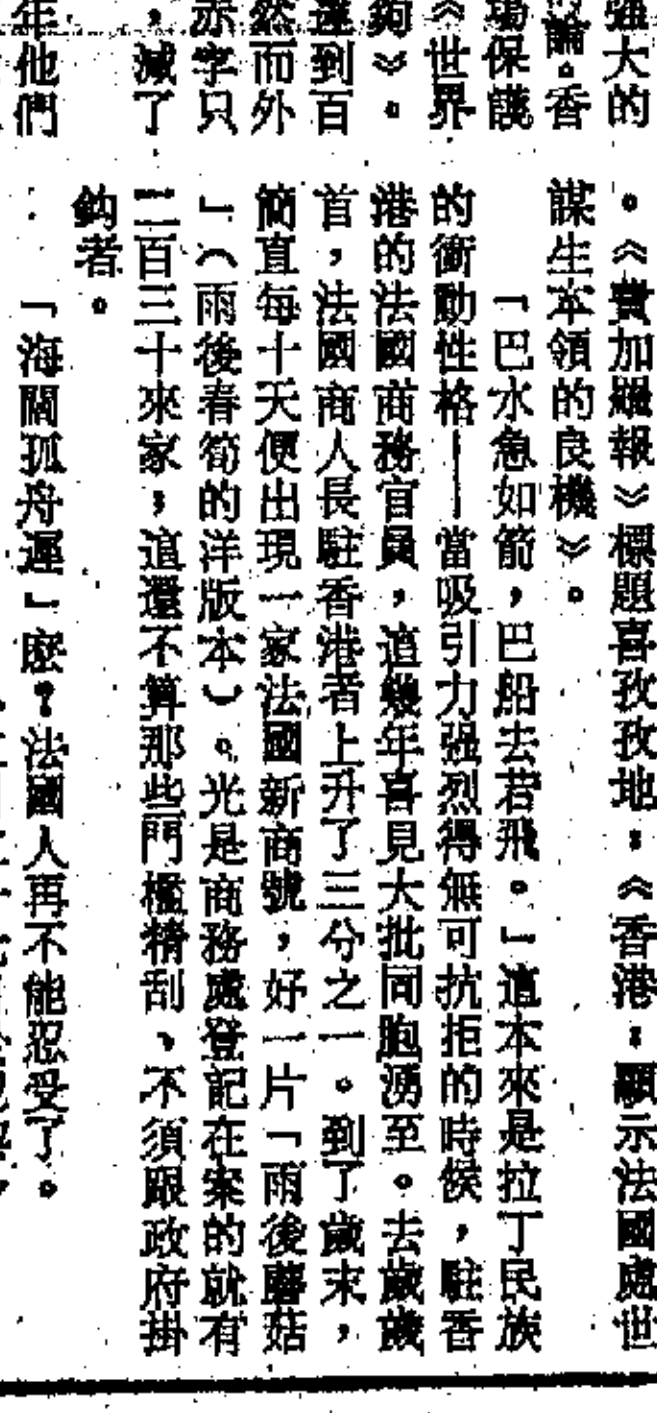 強大的
論。香
場保護
《世界
鉤》。
達到百
然而外
赤字只
，減了
年他們
。《費加羅報》標題喜孜孜地：《香港：顯示法國處世
謀生本領的良機》。
「巴水急如箭，巴船去若飛。」這本來是拉丁民族
的衝動性格——當吸引力强烈得無可抗拒的時候，駐香
港的法國商務官員，這幾年喜見大批同胞湧至。去歲歲
首，法國商人長駐香港者上升了三分之一。到了歲末，
簡直每十天便出現一家法國新商號，好一片「雨後蘑菇
」（雨後春筍的洋版本）。光是商務處登記在案的就有
二百三十來家；這還不算那些門檻精刮、不須跟政府掛
鈎者。
「海闊孤舟遲」麽？法國人再不能忍受了。